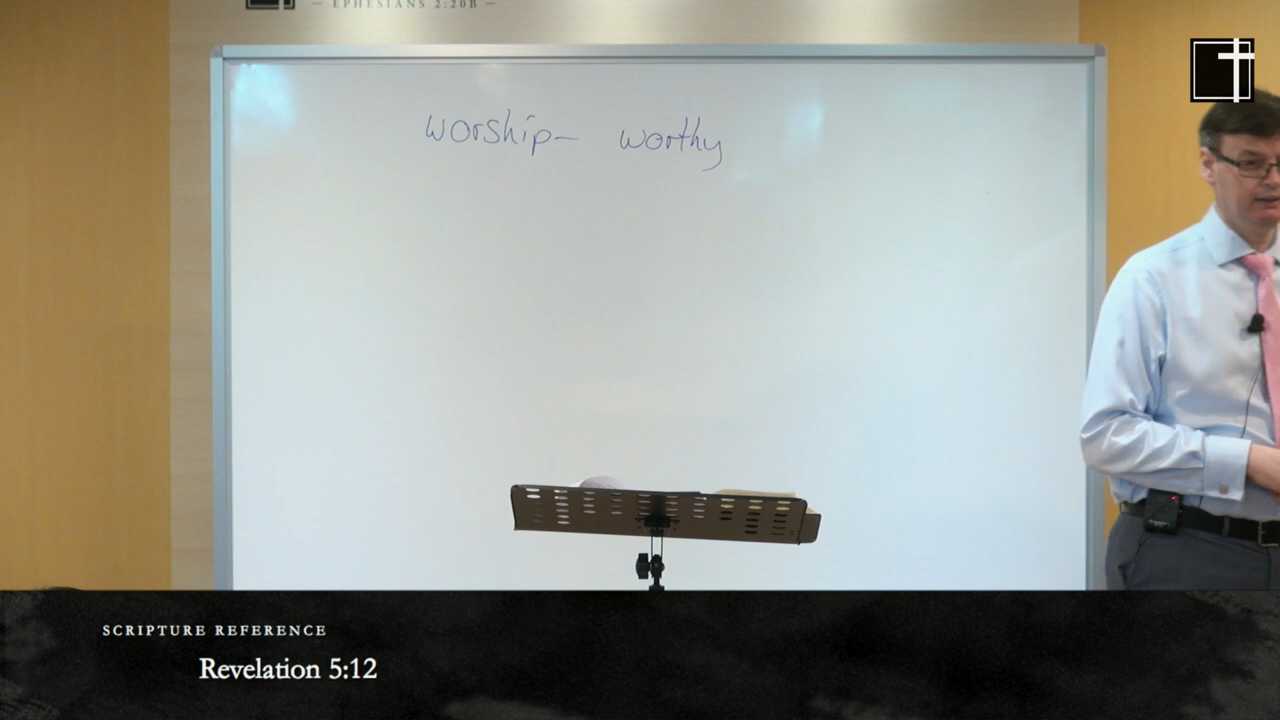 — EPHESIANS 2:20B —
worship– worthy
SCRIPTURE REFERENCE
Revelation 5:12